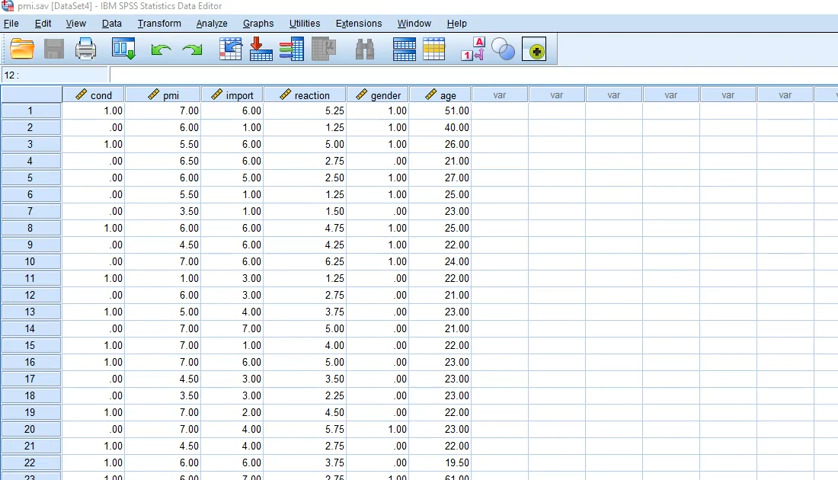 pmi.sav [DataSet4] - IBM SPSS Statistics Data Editor
File Edit View Data Transform Analyze Graphs Utilities Extensions Window Help
A
12 :
cond pmi import reaction gender age var var var var var var
1 1.00 7.00 6.00 5.25 1.00 51.00
2 .00 6.00 1.00 1.25 1.00 40.00
3 1.00 5.50 6.00 5.00 1.00 26.00
4 .00 6.50 6.00 2.75 .00 21.00
5 .00 6.00 5.00 2.50 1.00 27.00
6 .00 5.50 1.00 1.25 1.00 25.00
7 .00 3.50 1.00 1.50 .00 23.00
8 1.00 6.00 6.00 4.75 1.00 25.00
9 .00 4.50 6.00 4.25 1.00 22.00
10 .00 7.00 6.00 6.25 1.00 24.00
11 1.00 1.00 3.00 1.25 .00 22.00
12 .00 6.00 3.00 2.75 .00 21.00
13 1.00 5.00 4.00 3.75 .00 23.00
14 .00 7.00 7.00 5.00 .00 21.00
15 1.00 7.00 1.00 4.00 .00 22.00
16 1.00 7.00 6.00 5.00 .00 23.00
17 .00 4.50 3.00 3.50 .00 23.00
18 .00 3.50 3.00 2.25 .00 23.00
19 1.00 7.00 2.00 4.50 .00 22.00
20 .00 7.00 4.00 5.75 1.00 23.00
21 1.00 4.50 4.00 2.75 .00 22.00
22 1.00 6.00 6.00 3.75 .00 19.50
23 1.00 6.00 7.00 2.75 1.00 61.00